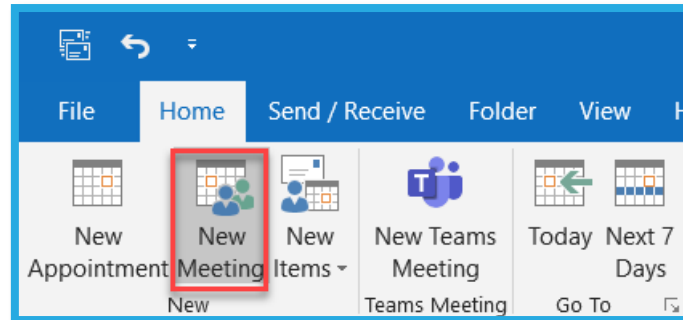 File Home Send / Receive Folder View
New Appointment New Meeting New Items New Teams Meeting Today Next 7 Days
New Teams Meeting Go To